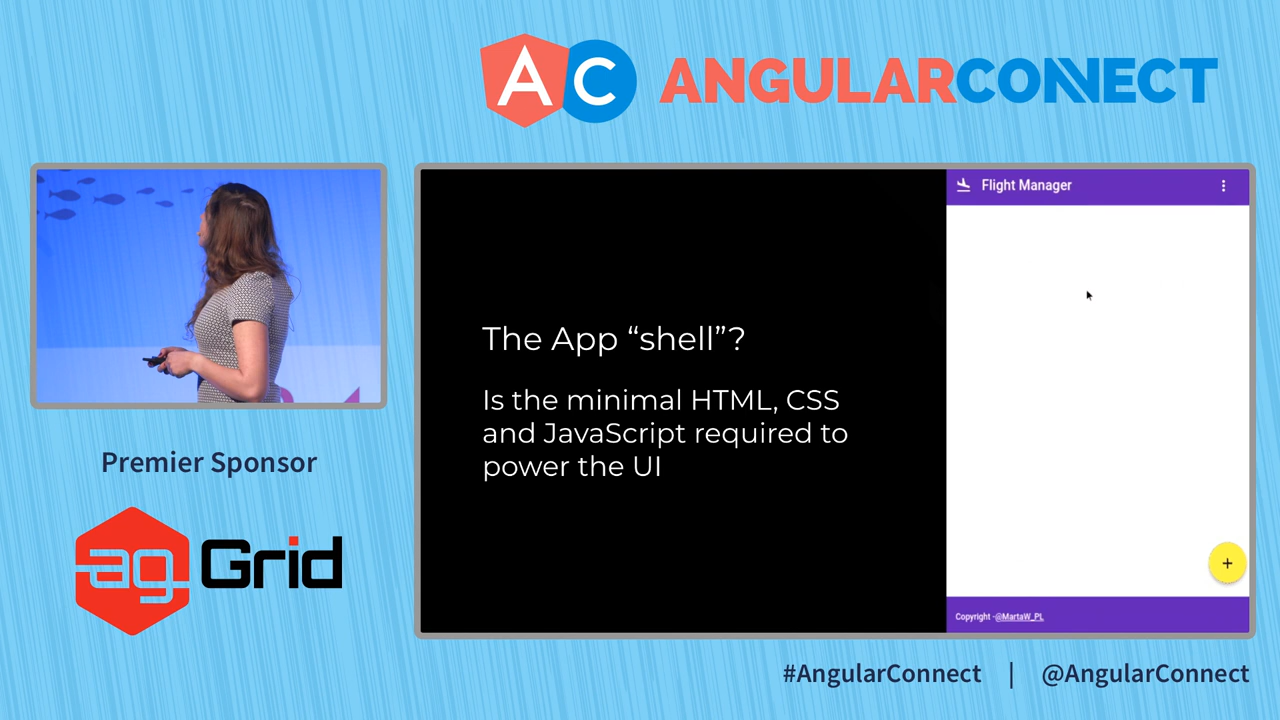 AC ANGULARCONNECT
Flight Manager
The App “shell”?
Is the minimal HTML, CSS
and JavaScript required to
power the UI
+
Copyright -@MartaW_PL
Premier Sponsor
ag Grid
#AngularConnect | @AngularConnect